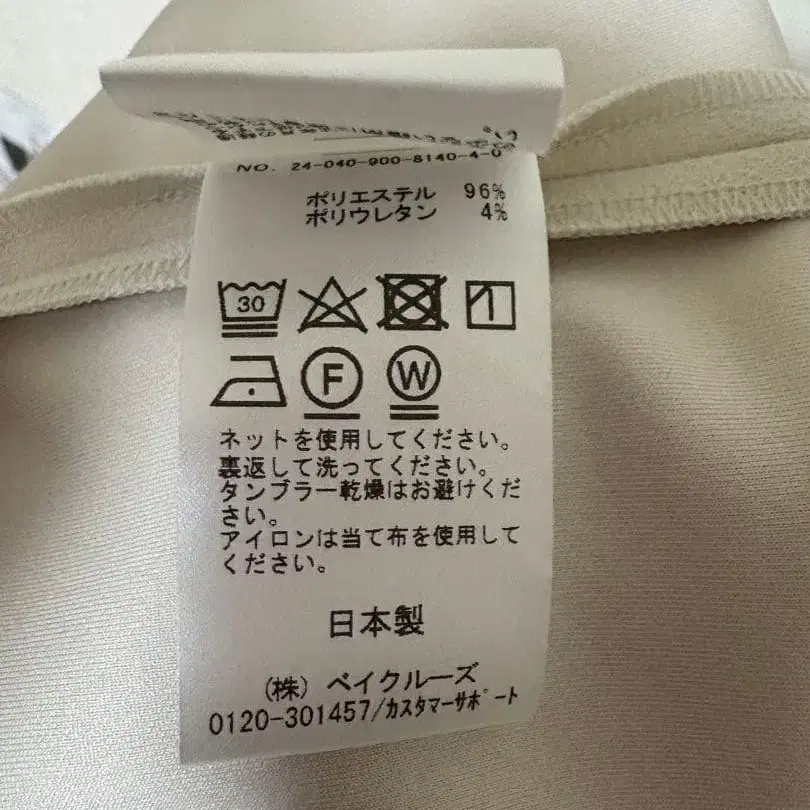 NO. 24-040-900-8140-4-0
ポリエステル 96%
ポリウレタン 4%
30
F
W
ネットを使用してください。
裏返して洗ってください。
タンブラー乾燥はお避けくだ
さい。
アイロンは当て布を使用して
ください。
日本製
(株) ベイクルーズ
0120-301457/カスタマーサポート